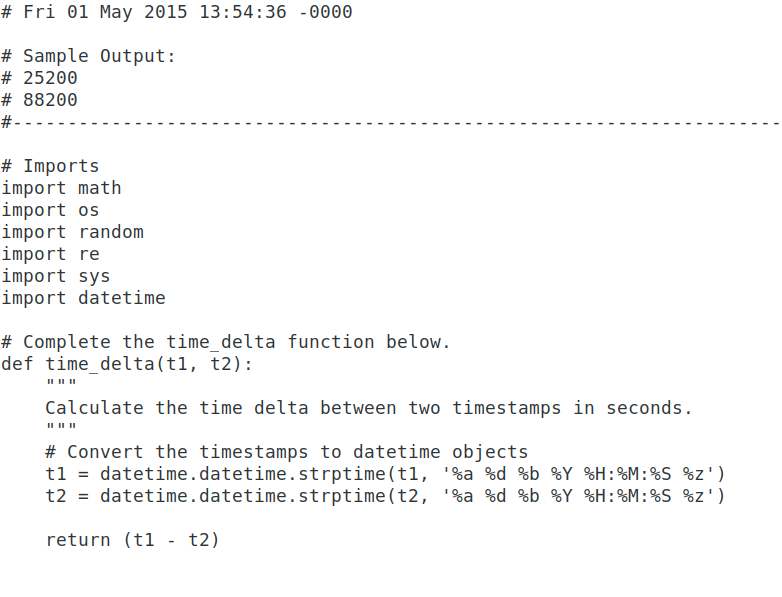 # Fri 01 May 2015 13:54:36 -0000

# Sample Output:
# 25200
# 88200
#----------------------------------------------------------------------

# Imports
import math
import os
import random
import re
import sys
import datetime

# Complete the time_delta function below.
def time_delta(t1, t2):
    """
    Calculate the time delta between two timestamps in seconds.
    """
    # Convert the timestamps to datetime objects
    t1 = datetime.datetime.strptime(t1, '%a %d %b %Y %H:%M:%S %z')
    t2 = datetime.datetime.strptime(t2, '%a %d %b %Y %H:%M:%S %z')

    return (t1 - t2)